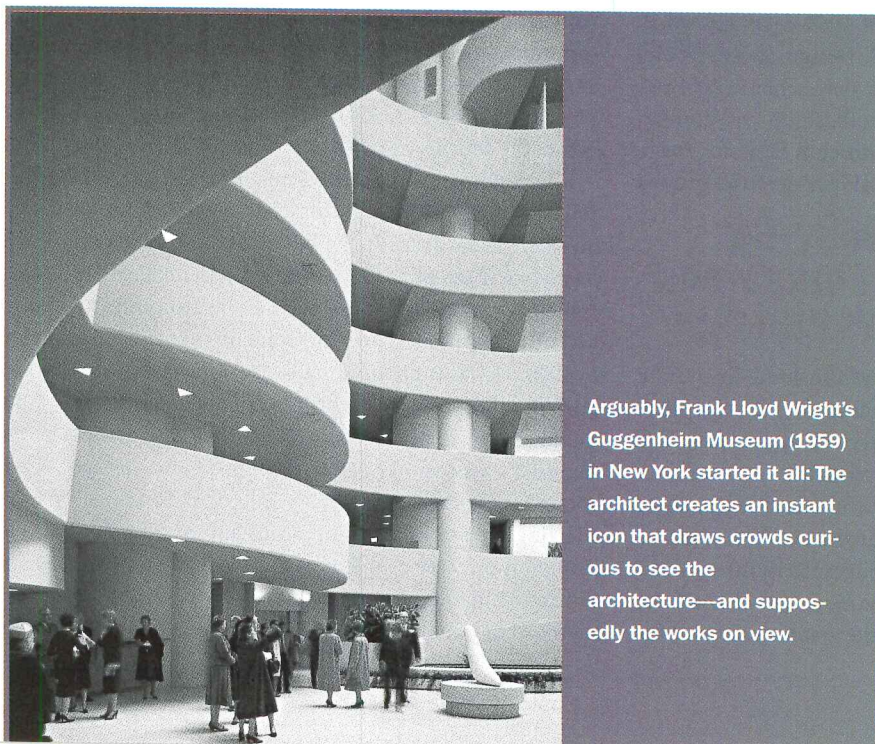 Arguably, Frank Lloyd Wright's
Guggenheim Museum (1959)
in New York started it all: The
architect creates an instant
icon that draws crowds curi-
ous to see the
architecture—and suppos-
edly the works on view.